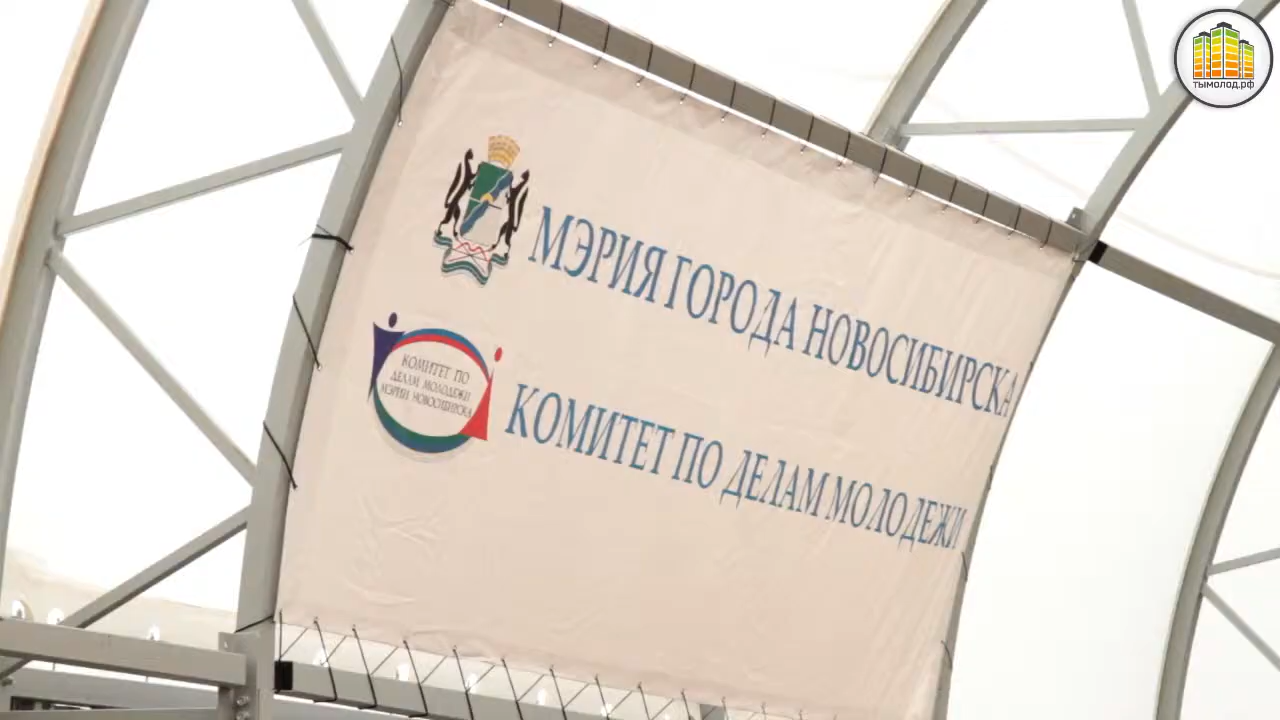 тымолод.рф
МЭРИЯ ГОРОДА НОВОСИБИРСКА
КОМИТЕТ ПО
ДЕЛАМ МОЛОДЕЖИ
МЭРИИ НОВОСИБИРСКА
КОМИТЕТ ПО ДЕЛАМ МОЛОДЕЖИ